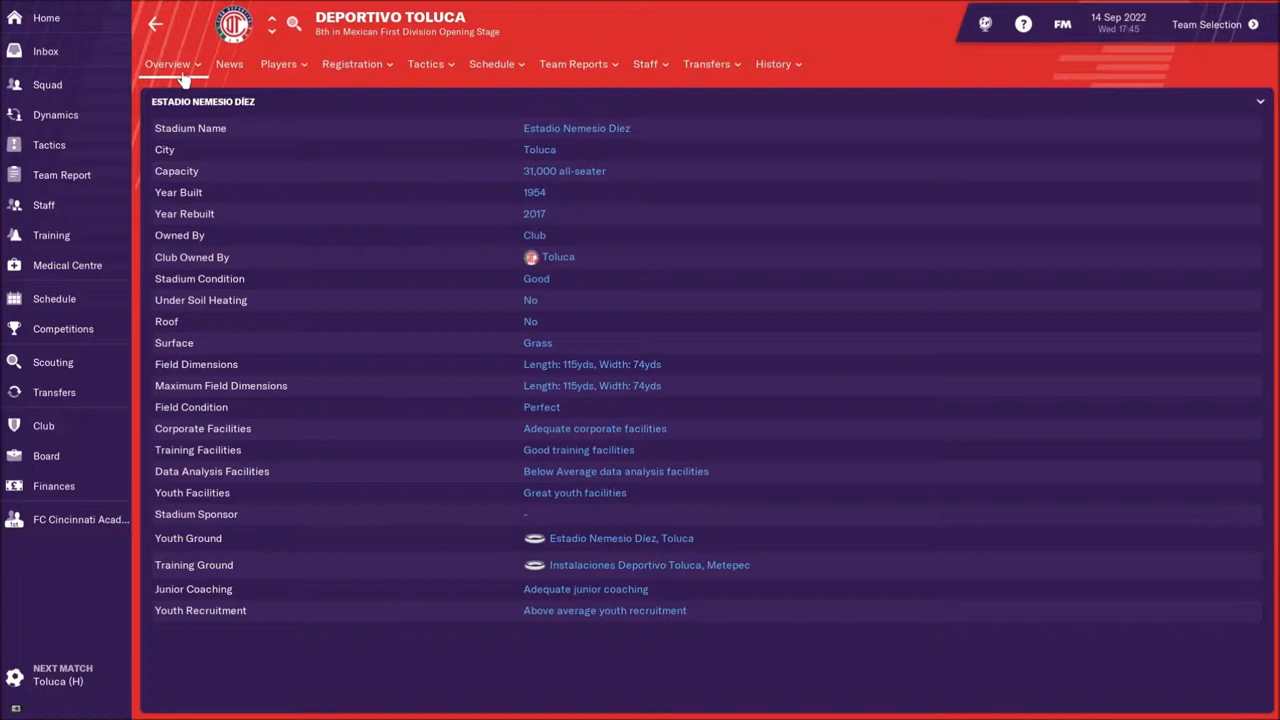 DEPORTIVO TOLUCA
8th in Mexican First Division Opening Stage
14 Sep 2022
Wed 17:45
FM
Team Selection
Home
Inbox
Squad
Dynamics
Tactics
Team Report
Staff
Training
Medical Centre
Schedule
Competitions
Scouting
Transfers
Club
Board
Finances
1st FC Cincinnati Acad...
NEXT MATCH
Toluca (H)
Overview News Players Registration Tactics Schedule Team Reports Staff Transfers History
ESTADIO NEMESIO DÍEZ
Stadium Name Estadio Nemesio Díez
City Toluca
Capacity 31,000 all-seater
Year Built 1954
Year Rebuilt 2017
Owned By Club
Club Owned By Toluca
Stadium Condition Good
Under Soil Heating No
Roof No
Surface Grass
Field Dimensions Length: 115yds, Width: 74yds
Maximum Field Dimensions Length: 115yds, Width: 74yds
Field Condition Perfect
Corporate Facilities Adequate corporate facilities
Training Facilities Good training facilities
Data Analysis Facilities Below Average data analysis facilities
Youth Facilities Great youth facilities
Stadium Sponsor -
Youth Ground Estadio Nemesio Díez, Toluca
Training Ground Instalaciones Deportivo Toluca, Metepec
Junior Coaching Adequate junior coaching
Youth Recruitment Above average youth recruitment